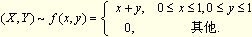 (X,Y) ~ f(x,y) = { x+y, 0 ≤ x ≤ 1,0 ≤ y ≤ 1
0, 其他.